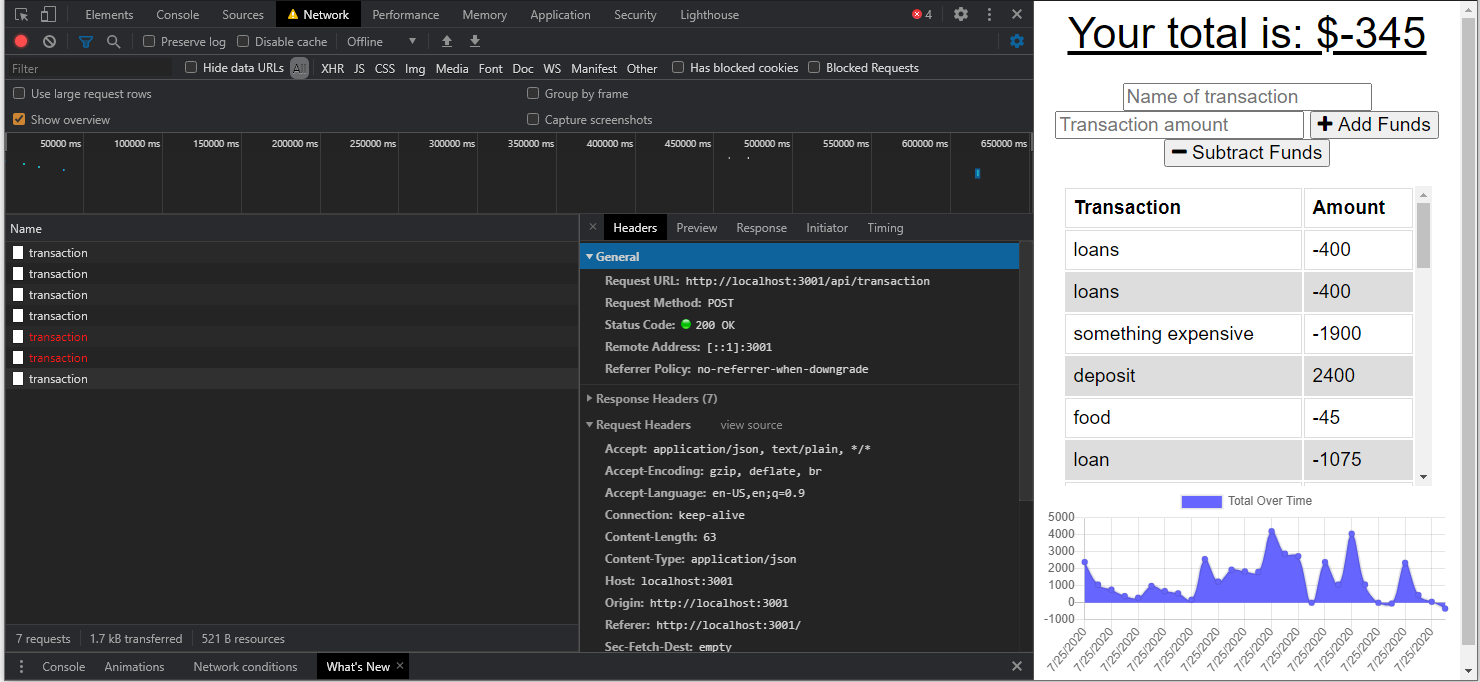 Elements Console Sources Network Performance Memory Application Security Lighthouse 4
Preserve log Disable cache Offline
Filter Hide data URLs All XHR JS CSS Img Media Font Doc WS Manifest Other Has blocked cookies Blocked Requests
Use large request rows Group by frame
Show overview Capture screenshots
50000 ms 100000 ms 150000 ms 200000 ms 250000 ms 300000 ms 350000 ms 400000 ms 450000 ms 500000 ms 550000 ms 600000 ms 650000 ms
Name
transaction
transaction
transaction
transaction
transaction
transaction
transaction
7 requests 1.7 kB transferred 521 B resources
× Headers Preview Response Initiator Timing
General
Request URL: http://localhost:3001/api/transaction
Request Method: POST
Status Code: 200 OK
Remote Address: [::1]:3001
Referrer Policy: no-referrer-when-downgrade
Response Headers (7)
Request Headers view source
Accept: application/json, text/plain, */*
Accept-Encoding: gzip, deflate, br
Accept-Language: en-US,en;q=0.9
Connection: keep-alive
Content-Length: 63
Content-Type: application/json
Host: localhost:3001
Origin: http://localhost:3001
Referer: http://localhost:3001/
Sec-Fetch-Dest: empty
Console Animations Network conditions What's New ×
Your total is: $-345
Name of transaction
Transaction amount + Add Funds
− Subtract Funds
Transaction Amount
loans -400
loans -400
something expensive -1900
deposit 2400
food -45
loan -1075
Total Over Time
5000
4000
3000
2000
1000
0
-1000
7/25/2020 7/25/2020 7/25/2020 7/25/2020 7/25/2020 7/25/2020 7/25/2020 7/25/2020 7/25/2020 7/25/2020 7/25/2020 7/25/2020 7/25/2020 7/25/2020